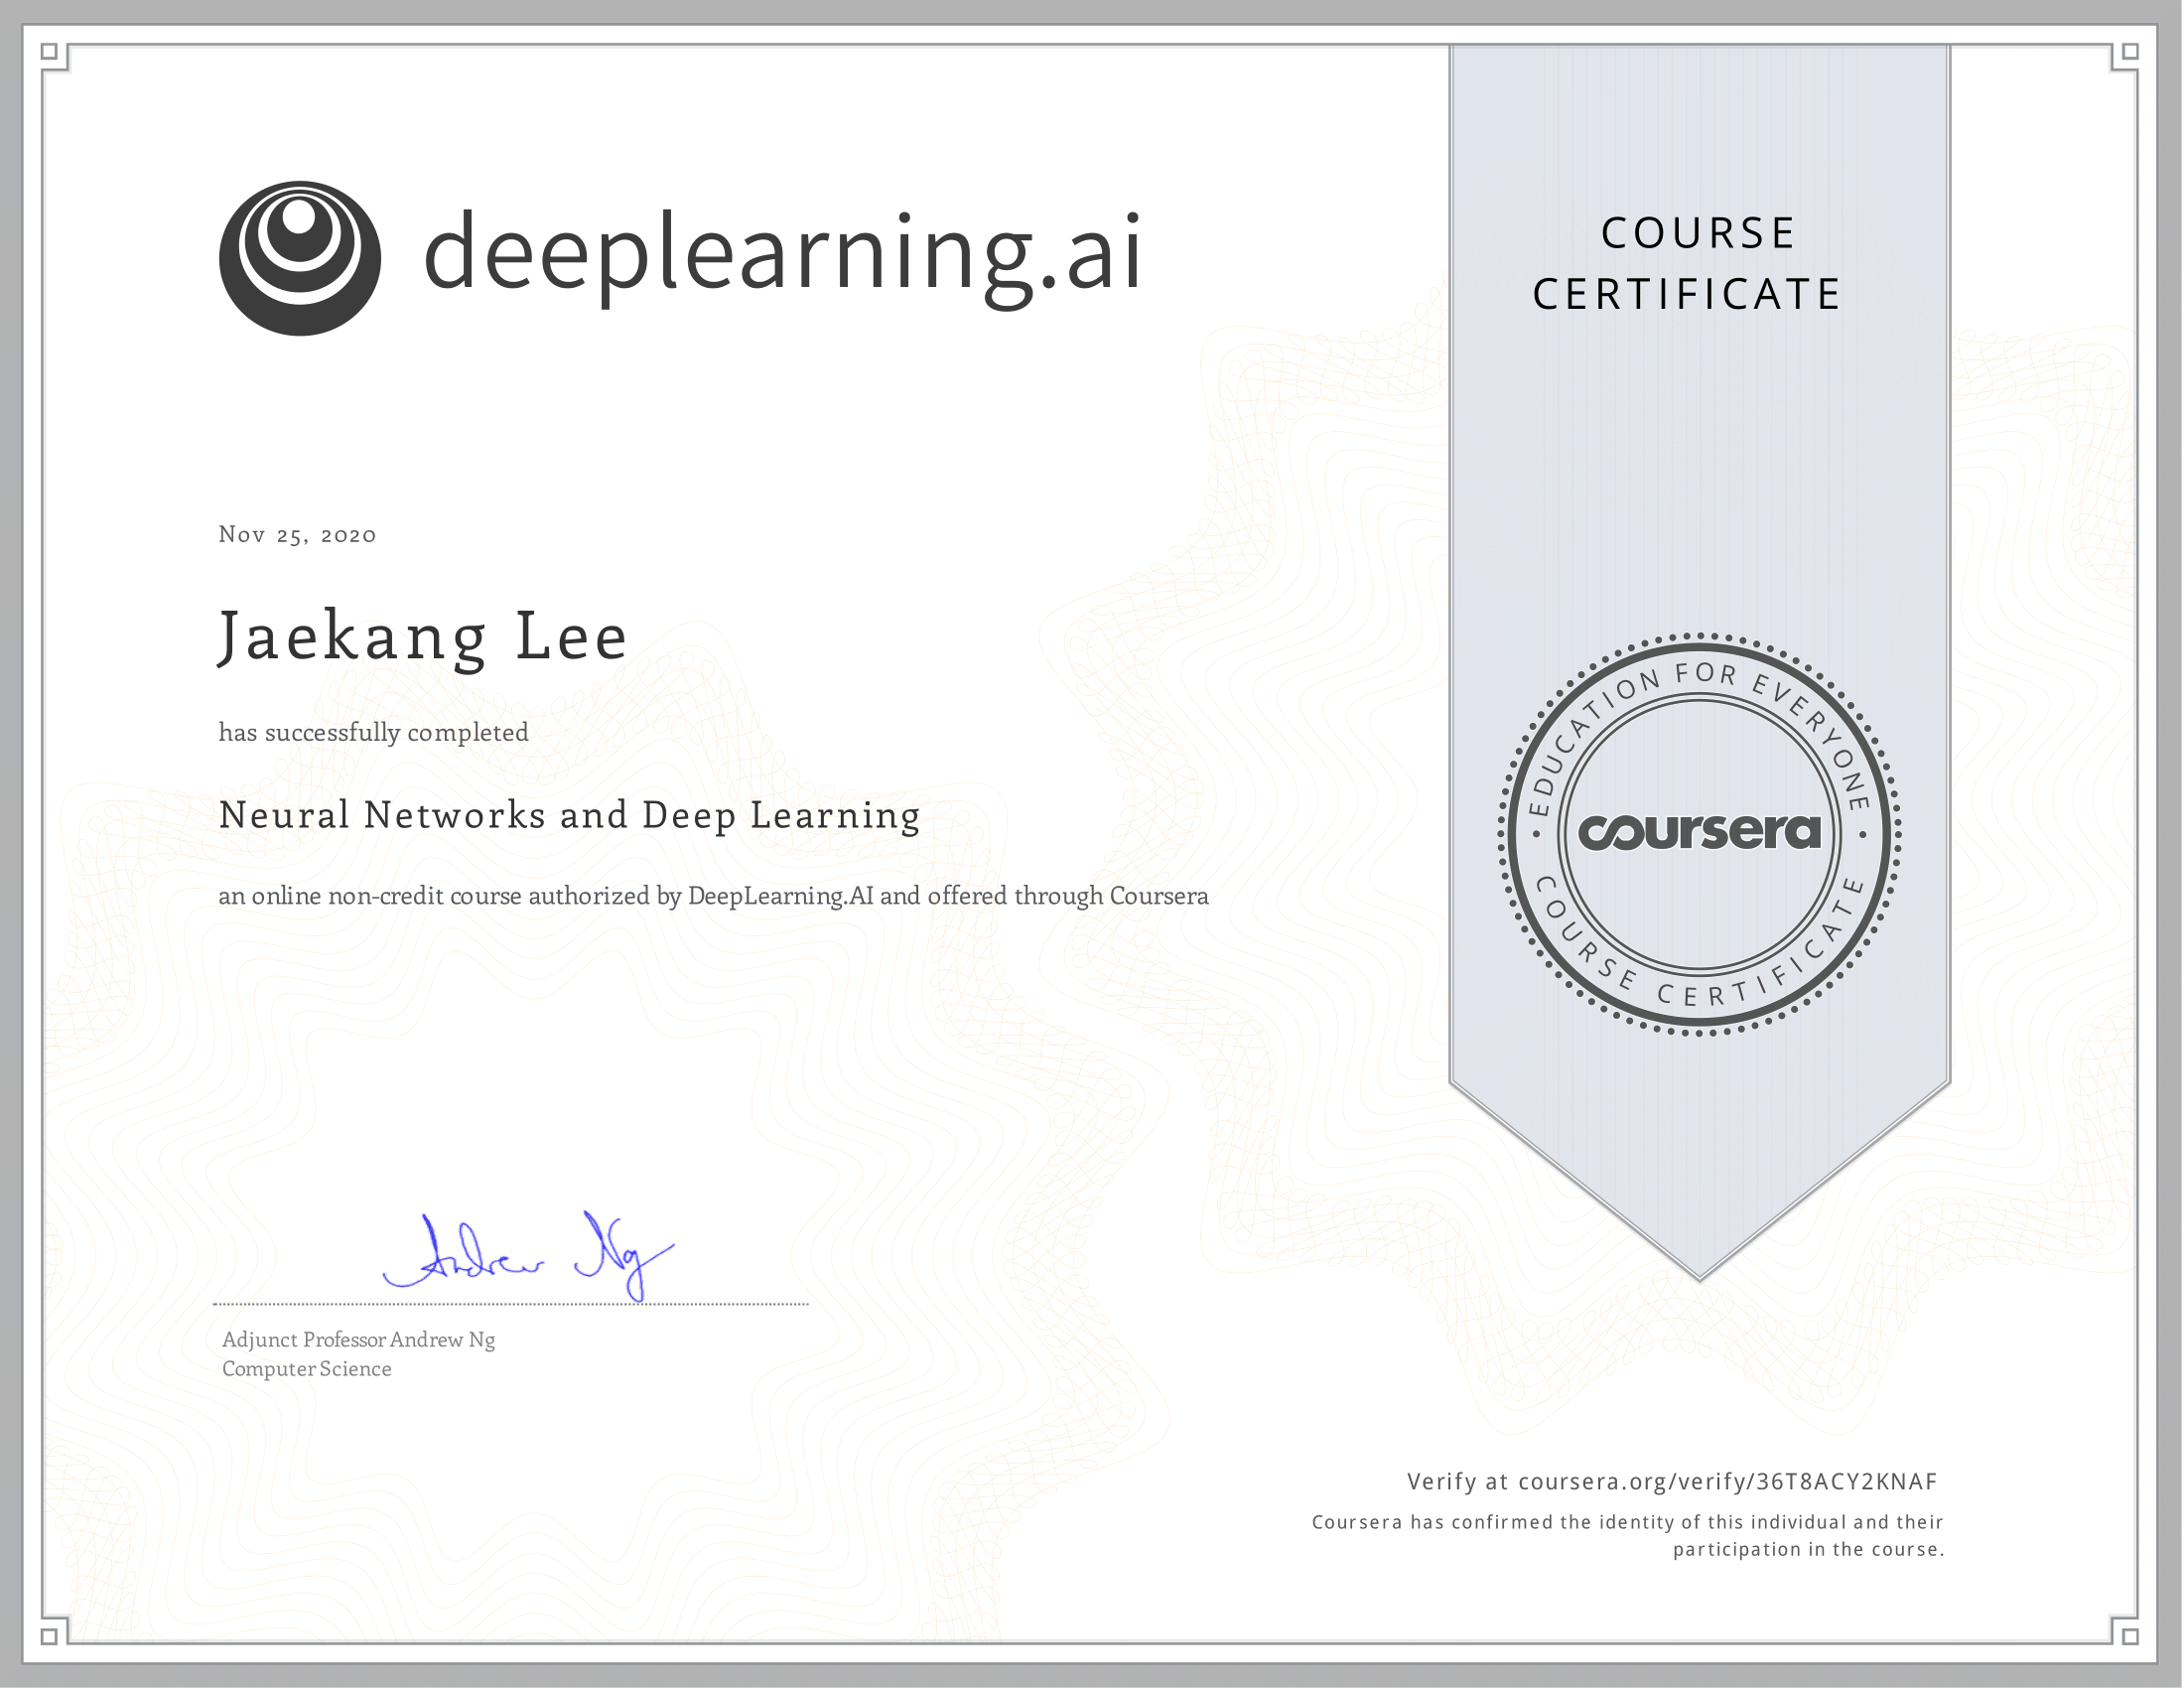 deeplearning.ai
COURSE
CERTIFICATE
Nov 25, 2020
Jaekang Lee
has successfully completed
Neural Networks and Deep Learning
an online non-credit course authorized by DeepLearning.AI and offered through Coursera
EDUCATION FOR EVERYONE
coursera
COURSE CERTIFICATE
Andrew Ng
Adjunct Professor Andrew Ng
Computer Science
Verify at coursera.org/verify/36T8ACY2KNAF
Coursera has confirmed the identity of this individual and their
participation in the course.